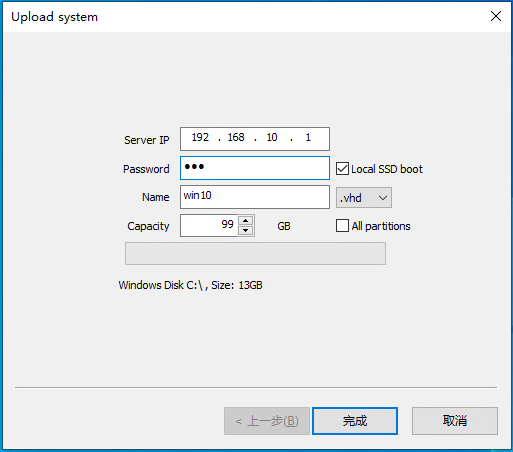 Upload system
Server IP 192 . 168 . 10 . 1
Password ••• Local SSD boot
Name win10 .vhd
Capacity 99 GB All partitions
Windows Disk C:\ , Size: 13GB
< 上一步(B) 完成 取消